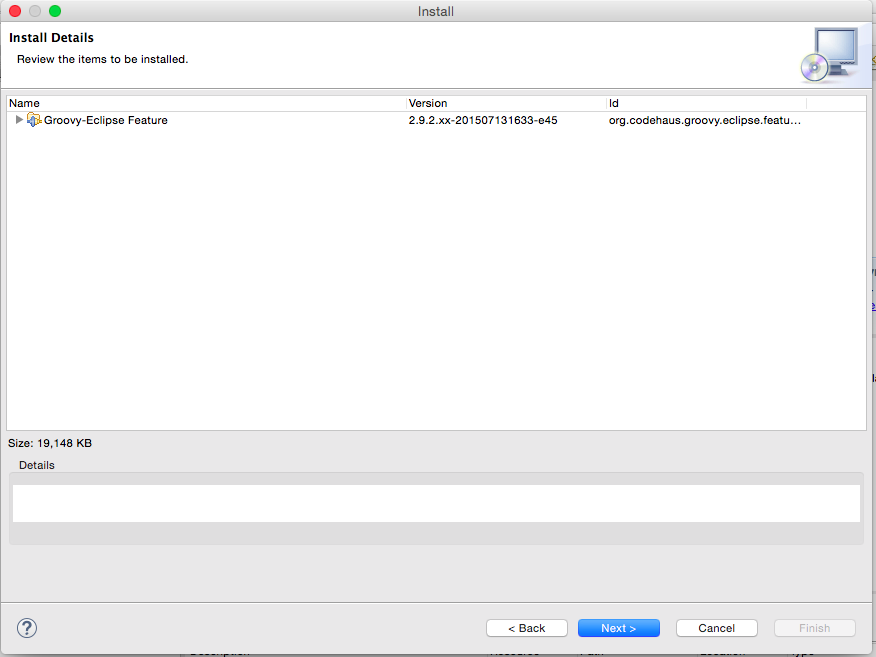 Install
Install Details
Review the items to be installed.
Name Version Id
Groovy-Eclipse Feature 2.9.2.xx-201507131633-e45 org.codehaus.groovy.eclipse.featu...
Size: 19,148 KB
Details
? < Back Next > Cancel Finish